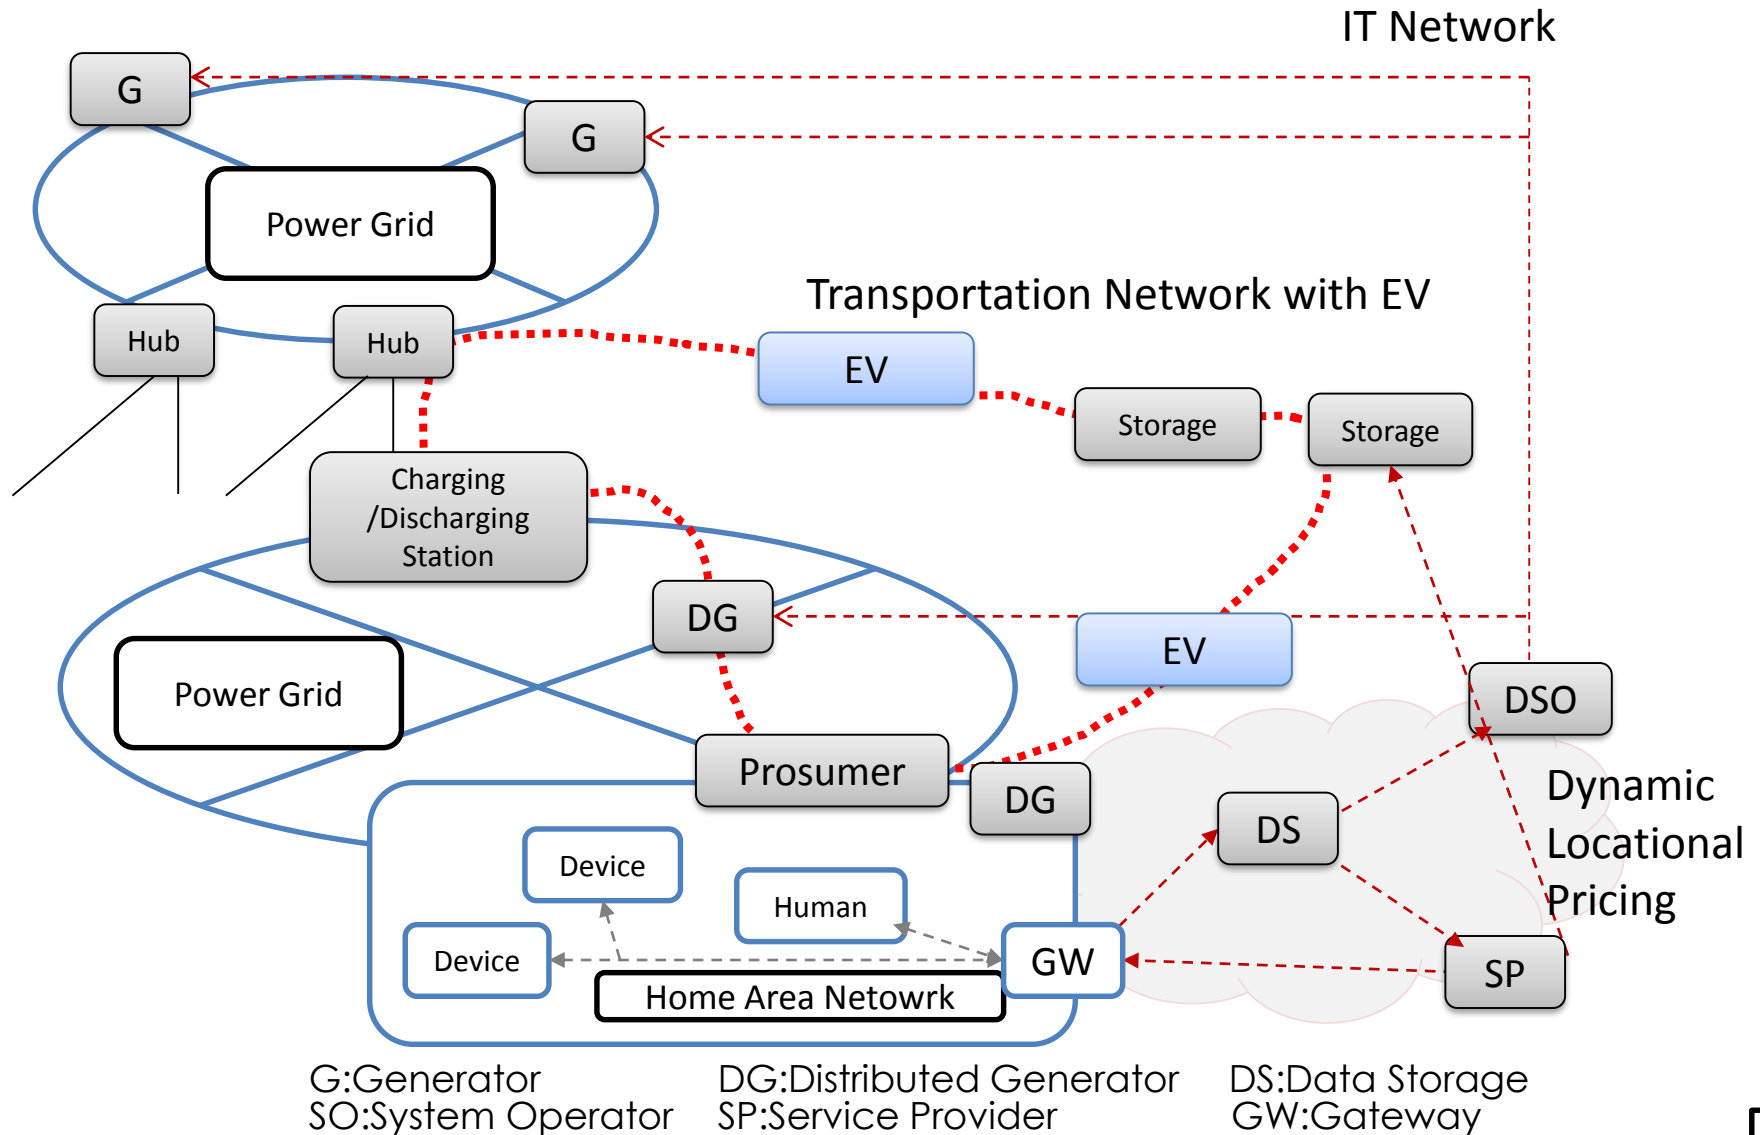 IT Network
G
G
Power Grid
Transportation Network with EV
Hub
Hub
EV
Storage
Storage
Charging
/Discharging
Station
DG
EV
Power Grid
DSO
Prosumer
DG
Dynamic
Locational
Pricing
DS
Device
Human
Device
GW
SP
Home Area Netowrk
G:Generator
DG:Distributed Generator
DS:Data Storage
SO:System Operator
SP:Service Provider
GW:Gateway